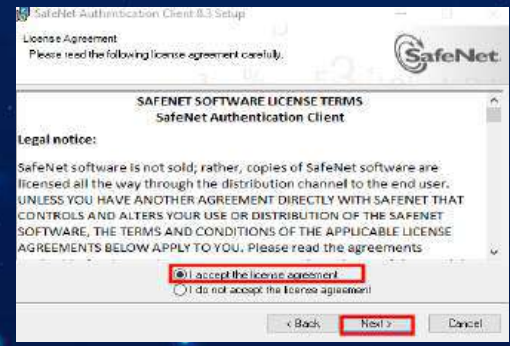 SafeNet Authentication Client 8.3 Setup
License Agreement
Please read the following license agreement carefully.
SafeNet
SAFENET SOFTWARE LICENSE TERMS
SafeNet Authentication Client
Legal notice:
SafeNet software is not sold; rather, copies of SafeNet software are
licensed all the way through the distribution channel to the end user.
UNLESS YOU HAVE ANOTHER AGREEMENT DIRECTLY WITH SAFENET THAT
CONTROLS AND ALTERS YOUR USE OR DISTRIBUTION OF THE SAFENET
SOFTWARE, THE TERMS AND CONDITIONS OF THE APPLICABLE LICENSE
AGREEMENTS BELOW APPLY TO YOU. Please read the agreements
I accept the license agreement
I do not accept the license agreement
< Back
Next >
Cancel